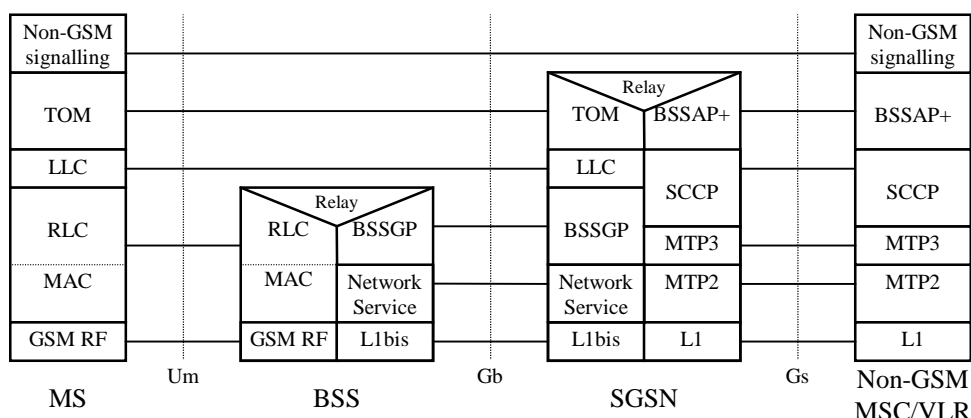 Non-GSM
signalling
Non-GSM
signalling
Relay
TOM
TOM
BSSAP+
BSSAP+
LLC
LLC
SCCP
SCCP
Relay
RLC
RLC
BSSGP
BSSGP
MTP3
MTP3
MAC
MAC
Network
Service
Network
Service
MTP2
MTP2
GSM RF
GSM RF
L1bis
L1bis
L1
L1
Um
Gb
Gs
MS
BSS
SGSN
Non-GSM
MSC/VLR